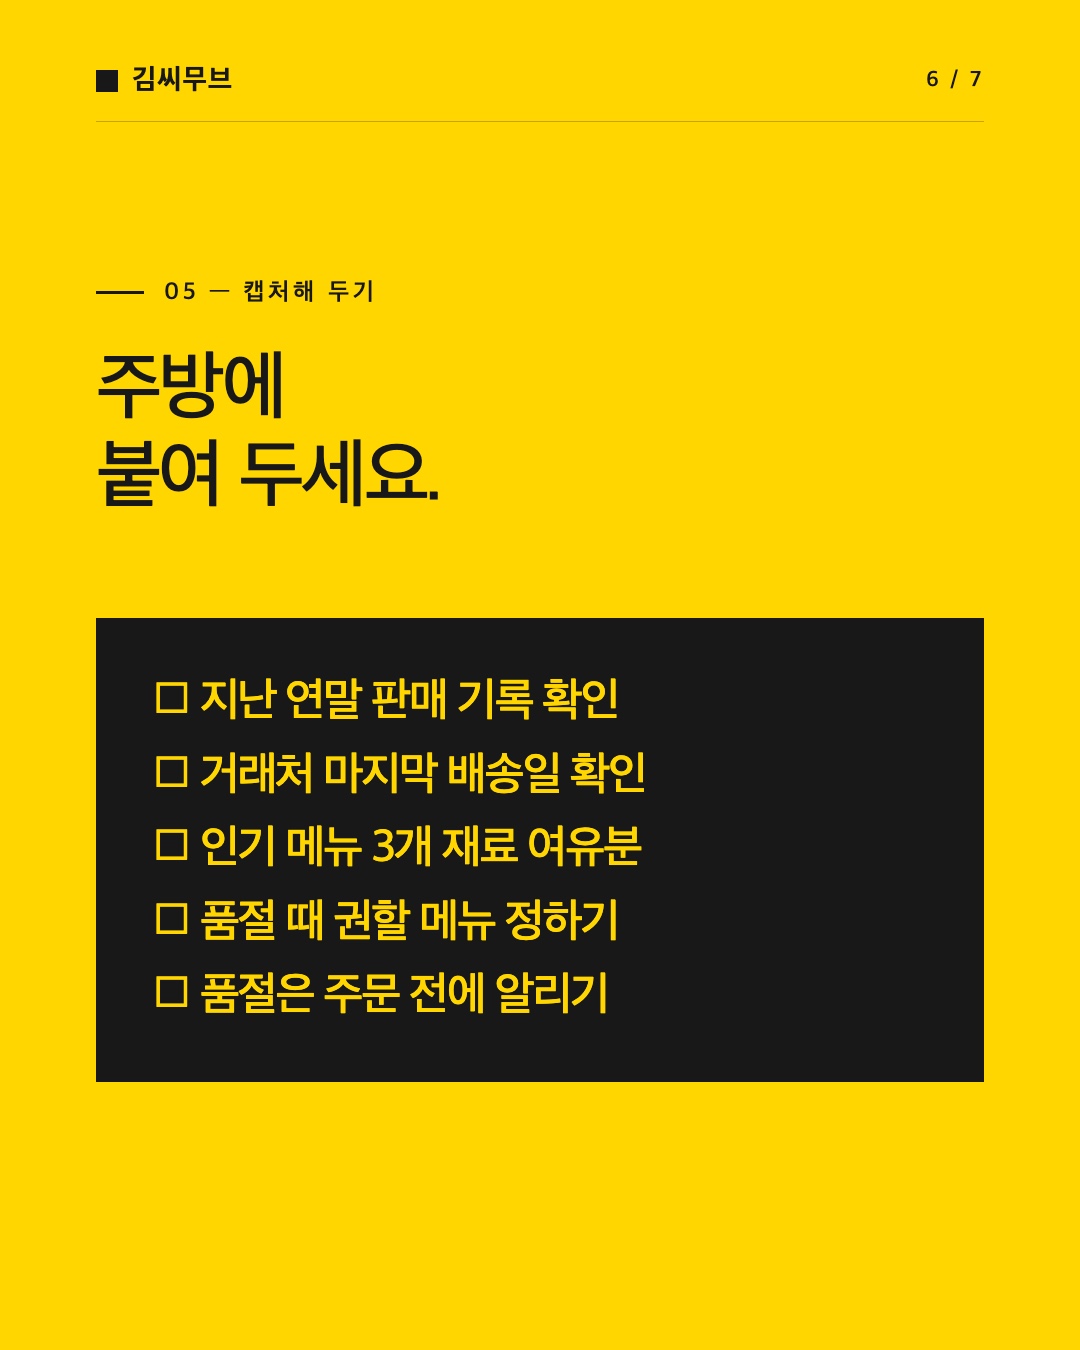 김씨무브
6 / 7
05 — 캡처해 두기
주방에
붙여 두세요.
☐ 지난 연말 판매 기록 확인
☐ 거래처 마지막 배송일 확인
☐ 인기 메뉴 3개 재료 여유분
☐ 품절 때 권할 메뉴 정하기
☐ 품절은 주문 전에 알리기